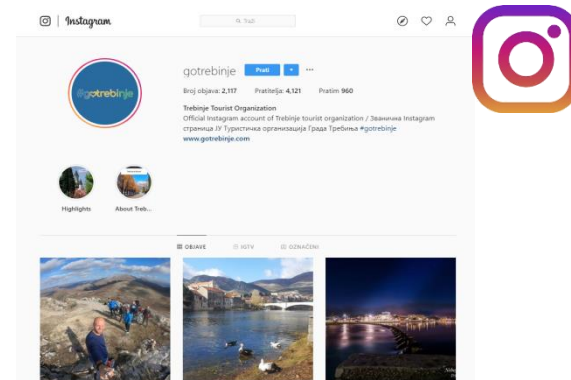 Instagram
Traži
gotrebinje
Prati
Broj objava: 2,117 Pratitelja: 4,121 Pratim 960
#gotrebinje
Trebinje Tourist Organization
Official Instagram account of Trebinje tourist organization / Званична Instagram
страница ЈУ Туристичка организација Града Требиња #gotrebinje
www.gotrebinje.com
Highlights About Treb...
OBJAVE IGTV OZNAČENI